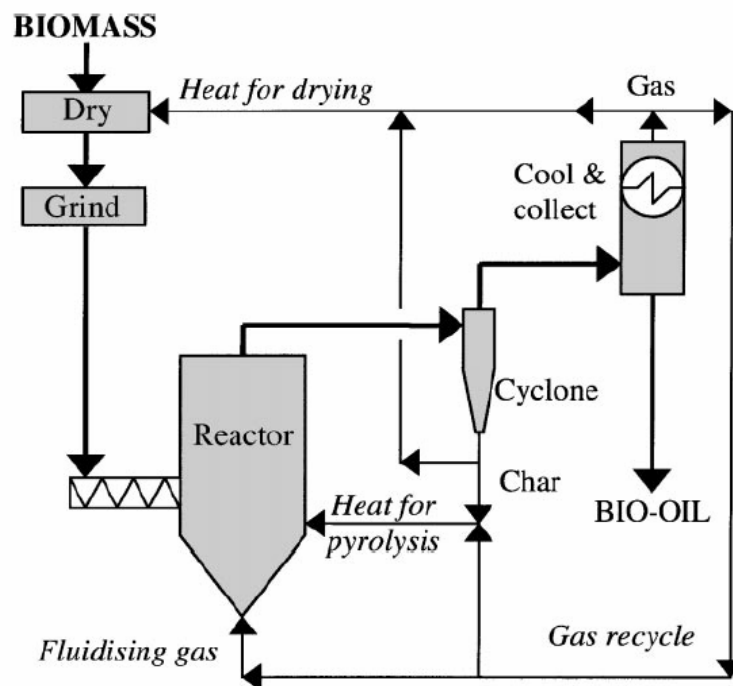 BIOMASS
Dry
Heat for drying
Gas
Grind
Cool &
collect
Reactor
Cyclone
Char
Heat for
pyrolysis
BIO-OIL
Fluidising gas
Gas recycle